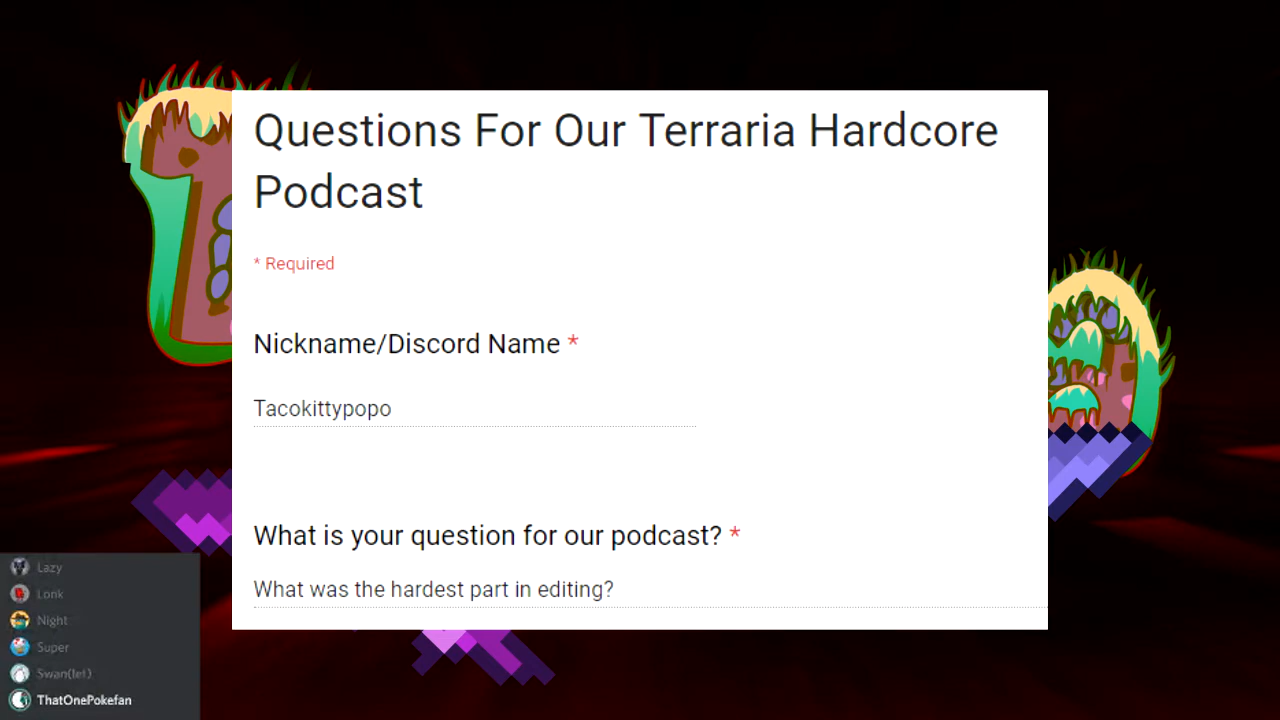 Questions For Our Terraria Hardcore
Podcast
* Required
Nickname/Discord Name *
Tacokittypopo
What is your question for our podcast? *
What was the hardest part in editing?
Lazy
Lonk
Night
Super
Swan(let)
ThatOnePokefan